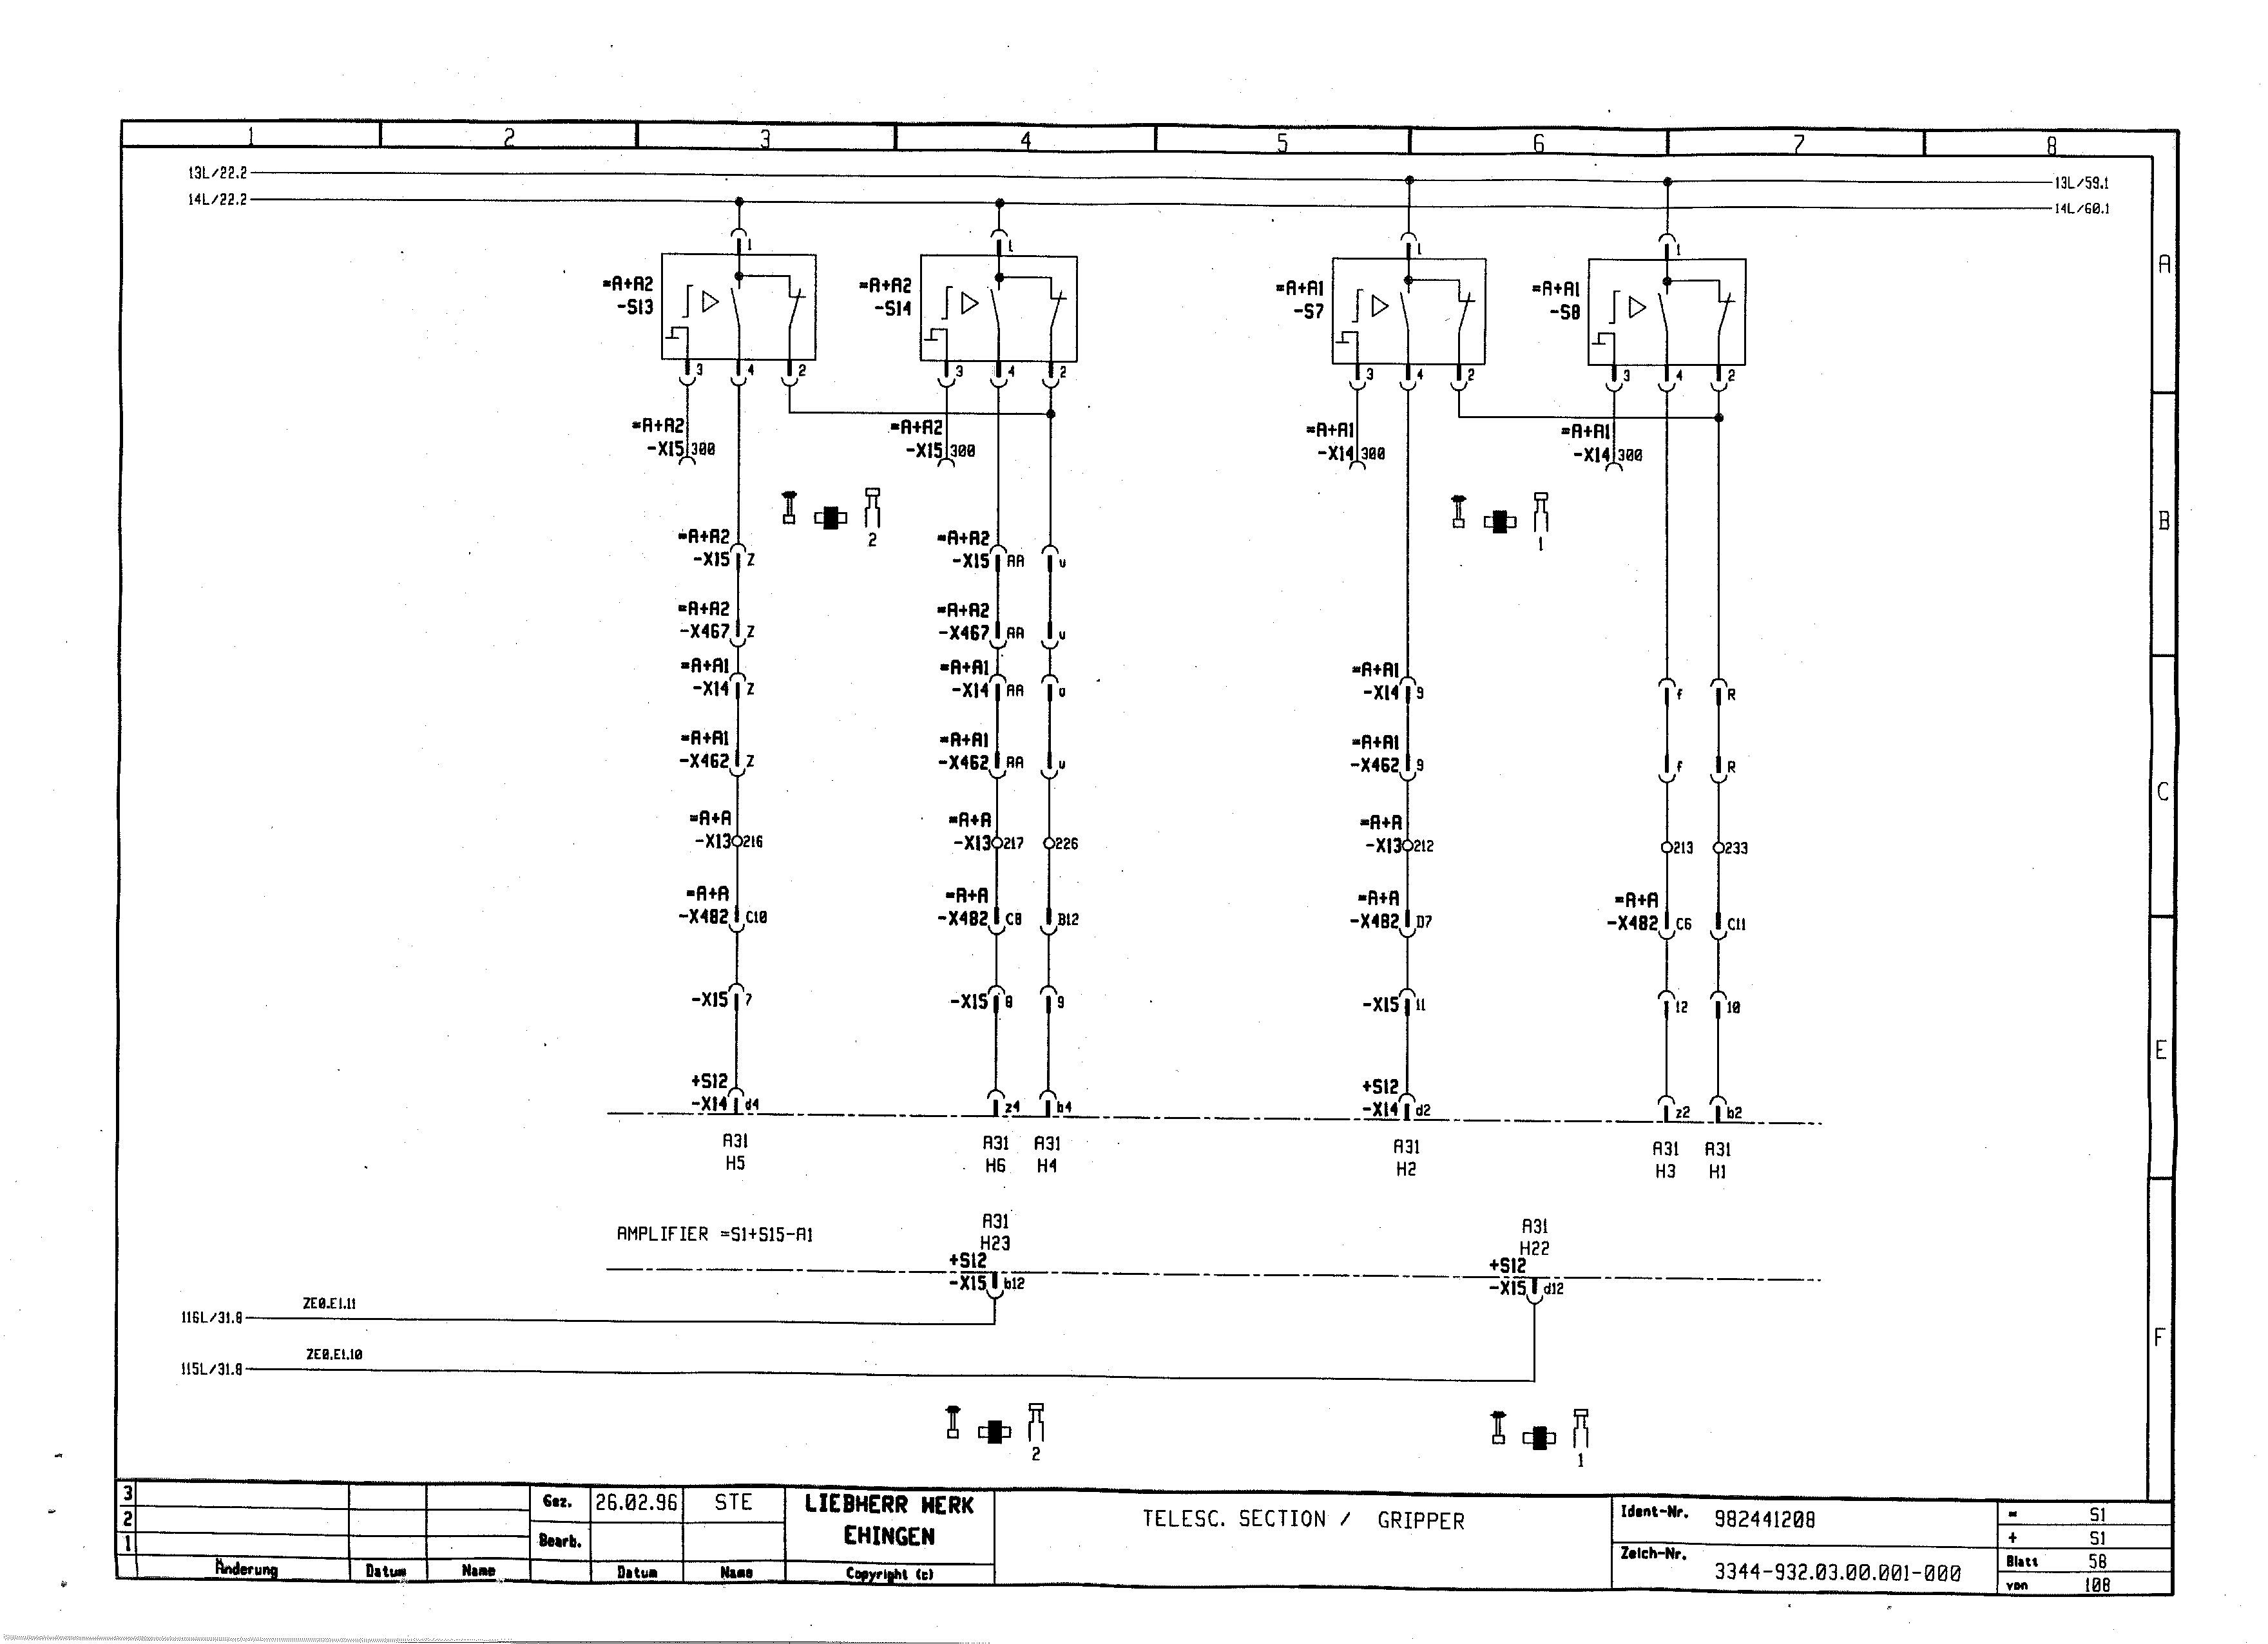 1 2 3 4 5 6 7 8
13L/22.2 13L/59.1
14L/22.2 14L/60.1
A
1 1 1 1
=A+A2 =A+A2 =A+A1 =A+A1
-S13 -S14 -S7 -S8
3 4 2 3 4 2 3 4 2 3 4 2
=A+A2 =A+A2 =A+A1 =A+A1
-X15 300 -X15 300 -X14 300 -X14 300
B
2 1
=A+A2 =A+A2
-X15 Z -X15 AA u
=A+A2 =A+A2
-X467 Z -X467 AA u
=A+A1 =A+A1 =A+A1
-X14 Z -X14 AA u -X14 9 f R
=A+A1 =A+A1 =A+A1
-X462 Z -X462 AA u -X462 9 f R
C
=A+A =A+A =A+A
-X13 216 -X13 217 226 -X13 212 213 233
=A+A =A+A =A+A =A+A
-X482 C10 -X482 C8 B12 -X482 D7 -X482 C6 C11
-X15 7 -X15 8 9 -X15 11 12 10
E
+S12 +S12
-X14 d4 z4 b4 -X14 d2 z2 b2
A31 A31 A31 A31 A31 A31
H5 H6 H4 H2 H3 H1
AMPLIFIER =S1+S15-A1
A31 A31
H23 H22
+S12 +S12
-X15 b12 -X15 d12
ZE0.E1.11
116L/31.8
F
ZE0.E1.10
115L/31.8
2 1
3
2
1
Änderung Datum Name
Gez. 26.02.96 STE
Bearb.
Datum Name
LIEBHERR WERK
EHINGEN
Copyright (c)
TELESC. SECTION / GRIPPER
Ident-Nr. 982441208
Zeich-Nr. 3344-932.03.00.001-000
= S1
+ S1
Blatt 58
von 108